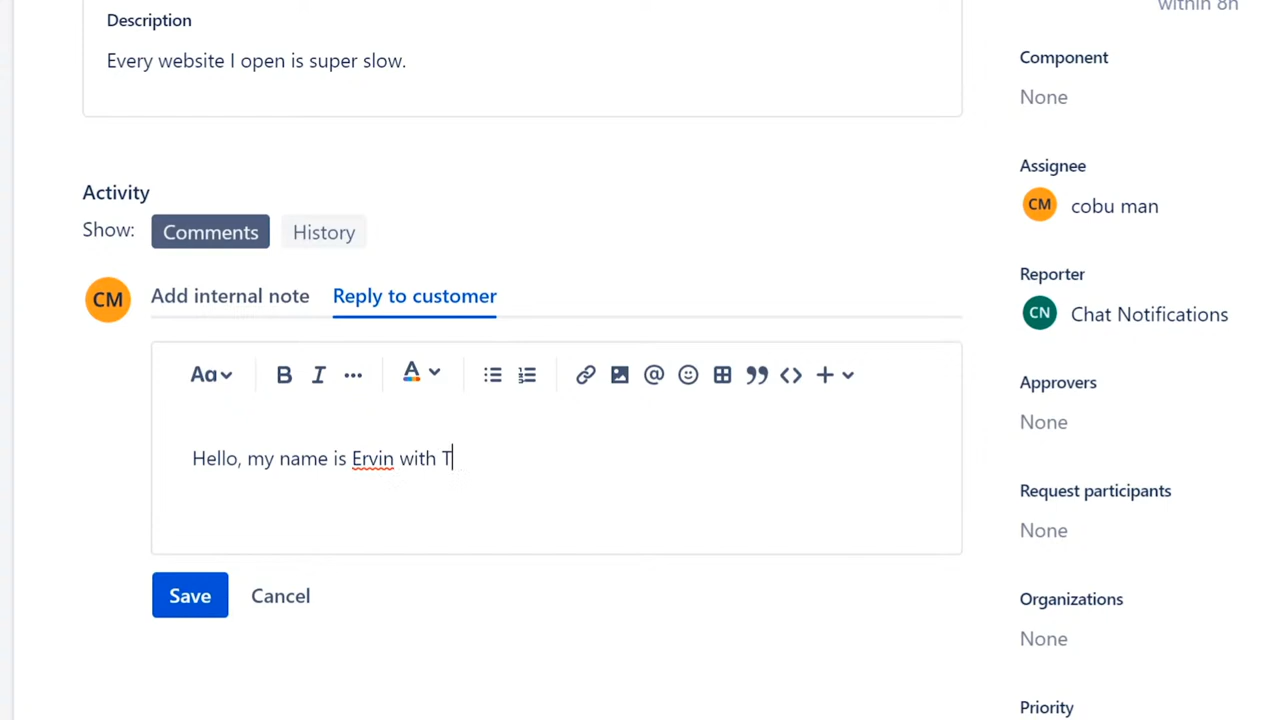 within 8h
Description
Every website I open is super slow.
Component
None
Activity
Assignee
CM cobu man
Show: Comments History
Reporter
CM Add internal note Reply to customer
CN Chat Notifications
Aa B I ... A @ + 
Approvers
None
Hello, my name is Ervin with T
Request participants
None
Save Cancel
Organizations
None
Priority